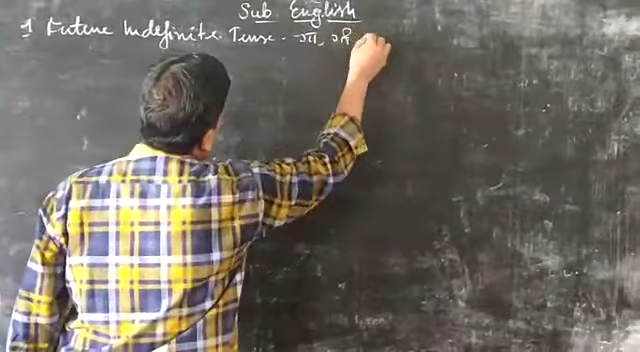 Sub English
1 Future Indefinite Tense - गा, गी